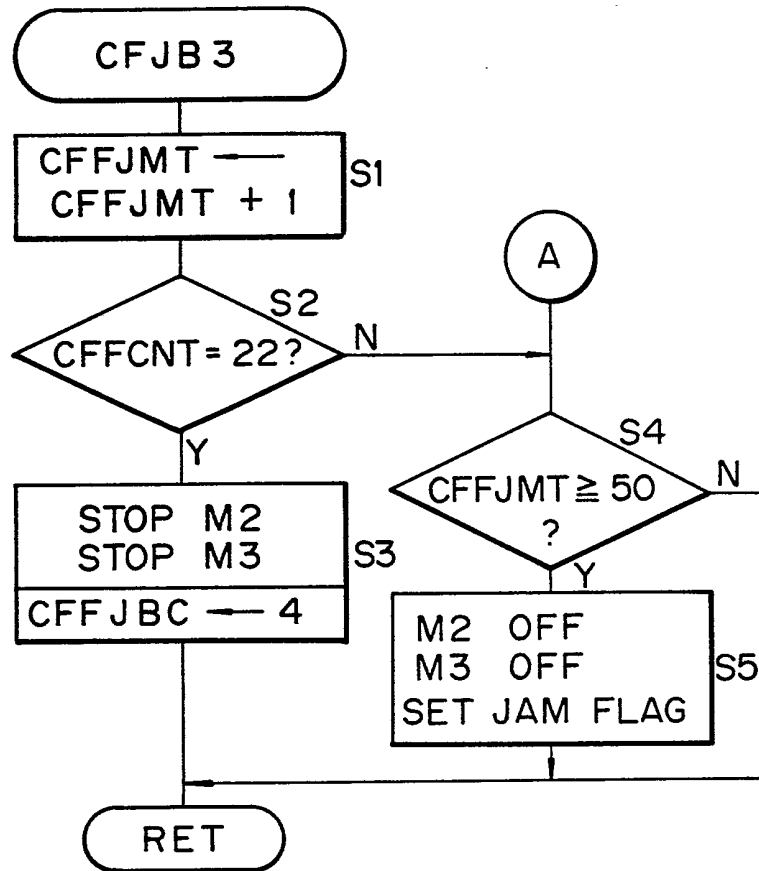 CFJB3
CFFJMT ←
CFFJMT + 1
S1
A
S2
CFFCNT = 22?
N
Y
S4
CFFJMT ≧ 50
?
N
Y
STOP M2
STOP M3
S3
CFFJBC ← 4
M2 OFF
M3 OFF
SET JAM FLAG
S5
RET